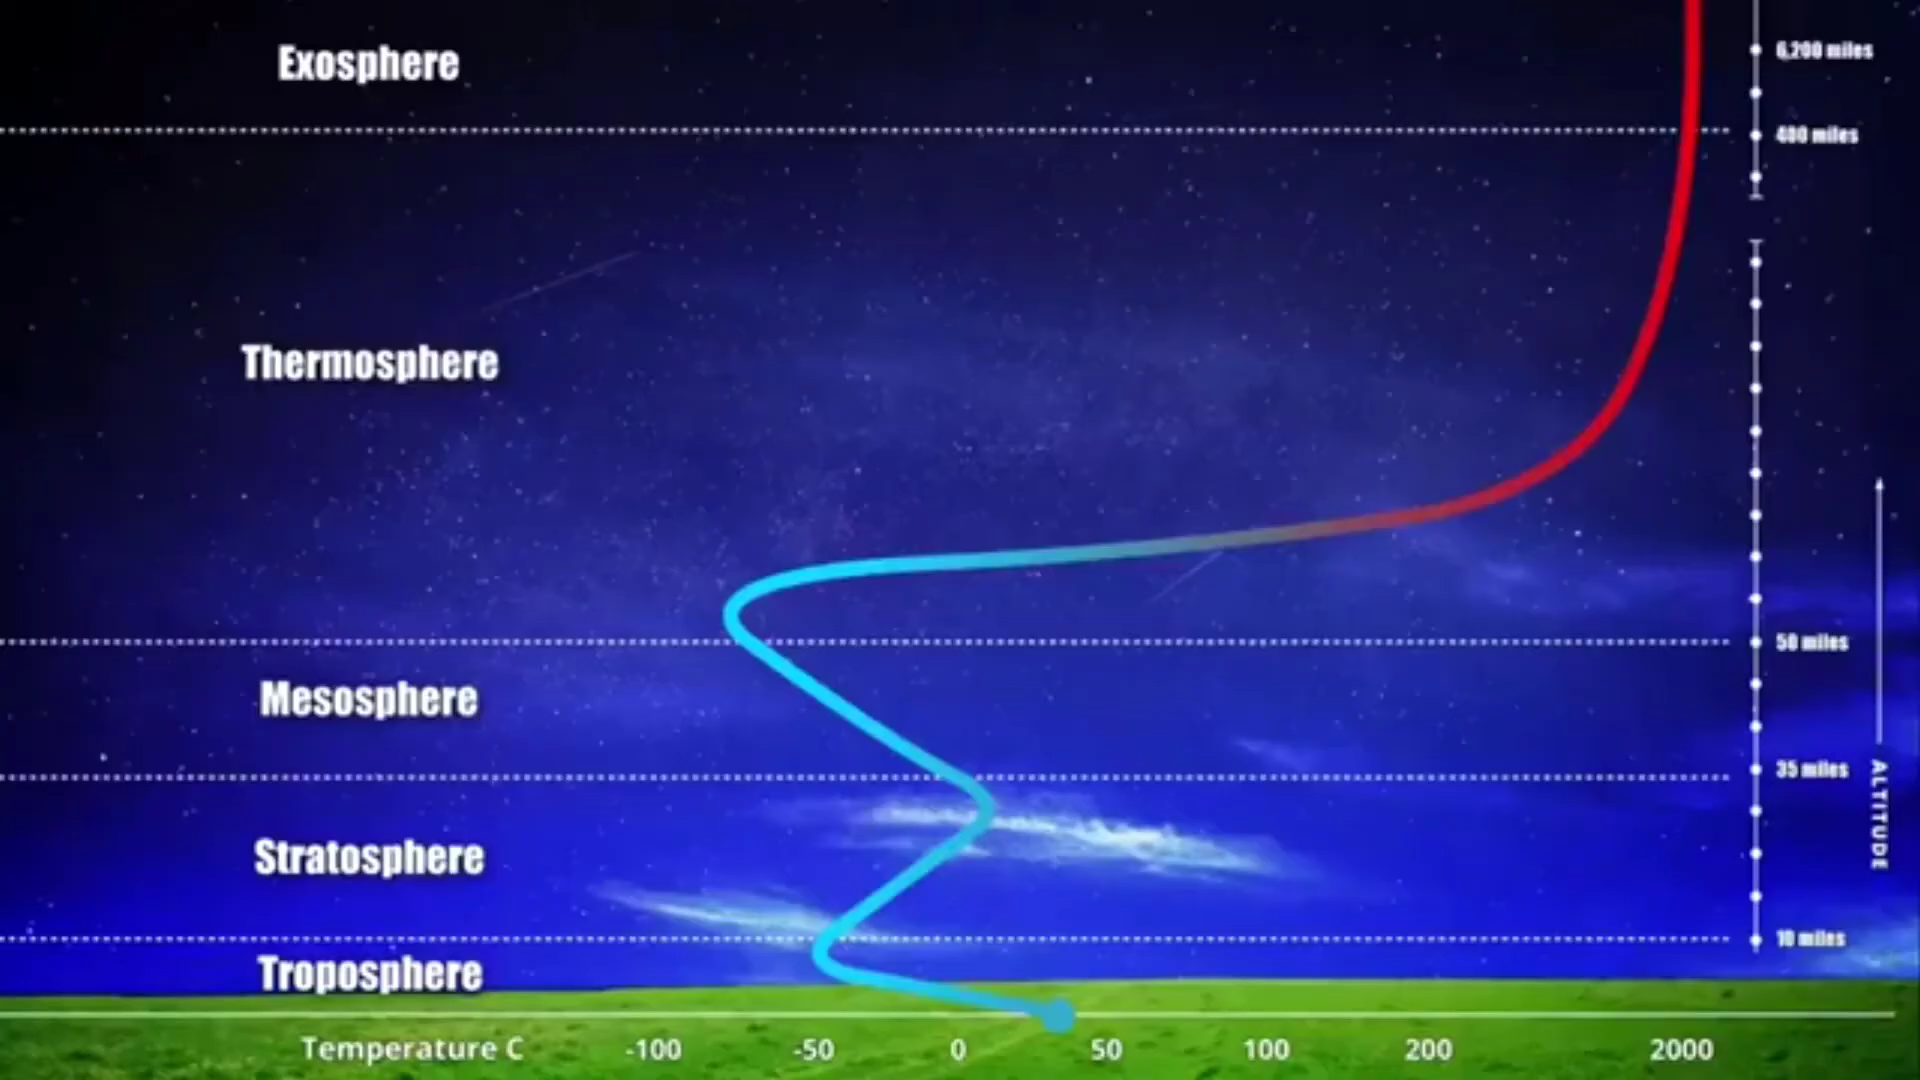 Exosphere
6,200 miles
400 miles
Thermosphere
50 miles
Mesosphere
35 miles
ALTITUDE
Stratosphere
10 miles
Troposphere
Temperature C -100 -50 0 50 100 200 2000